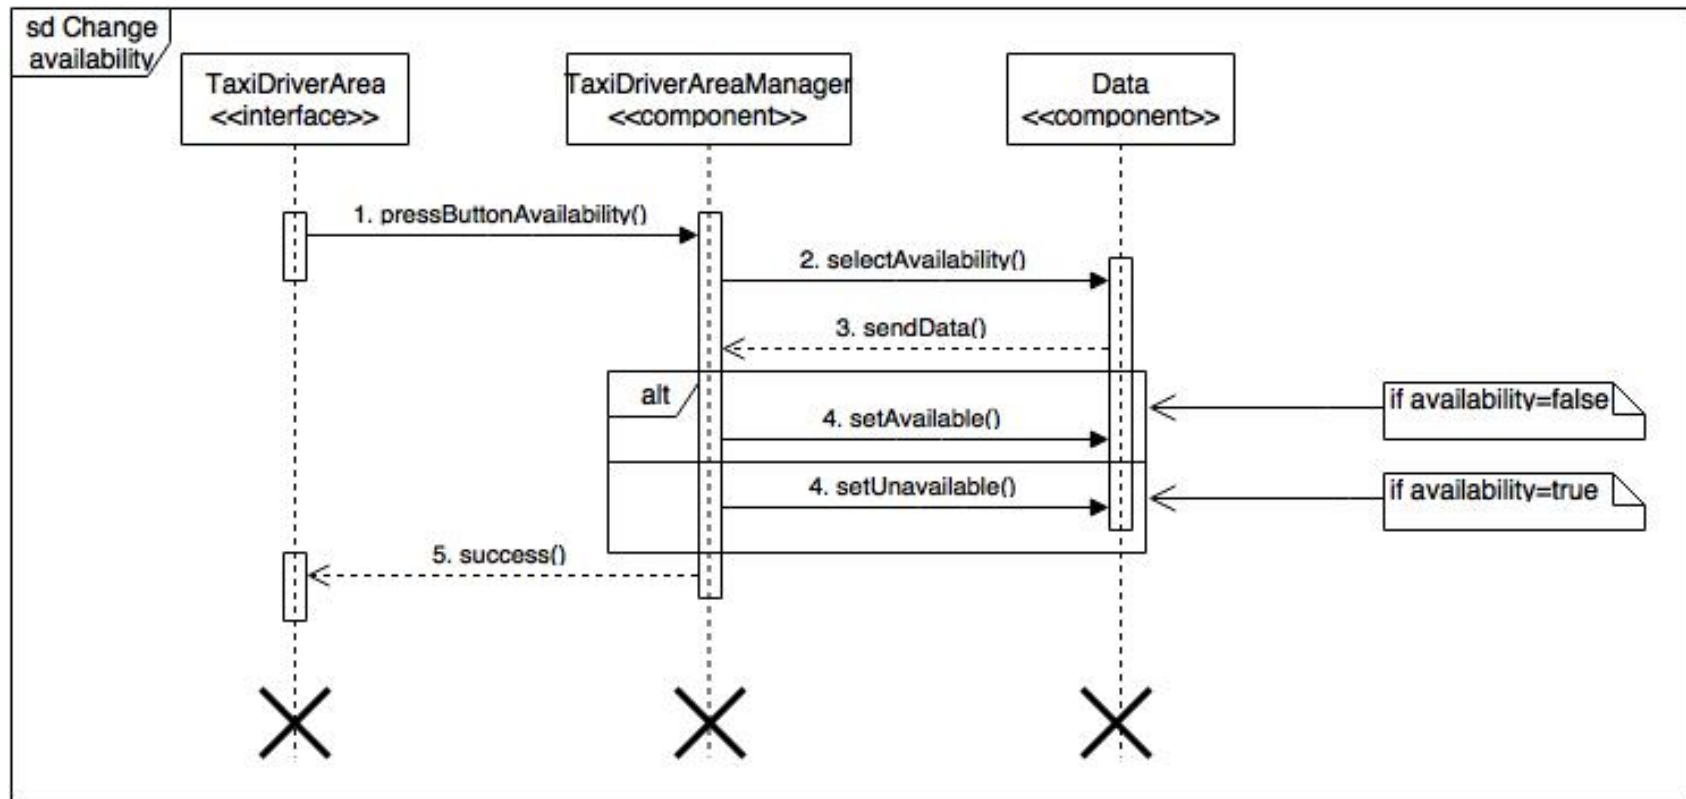 sd Change
availability
TaxiDriverArea
<<interface>>
TaxiDriverAreaManager
<<component>>
Data
<<component>>
1. pressButtonAvailability()
2. selectAvailability()
3. sendData()
alt
if availability=false
4. setAvailable()
4. setUnavailable()
if availability=true
5. success()